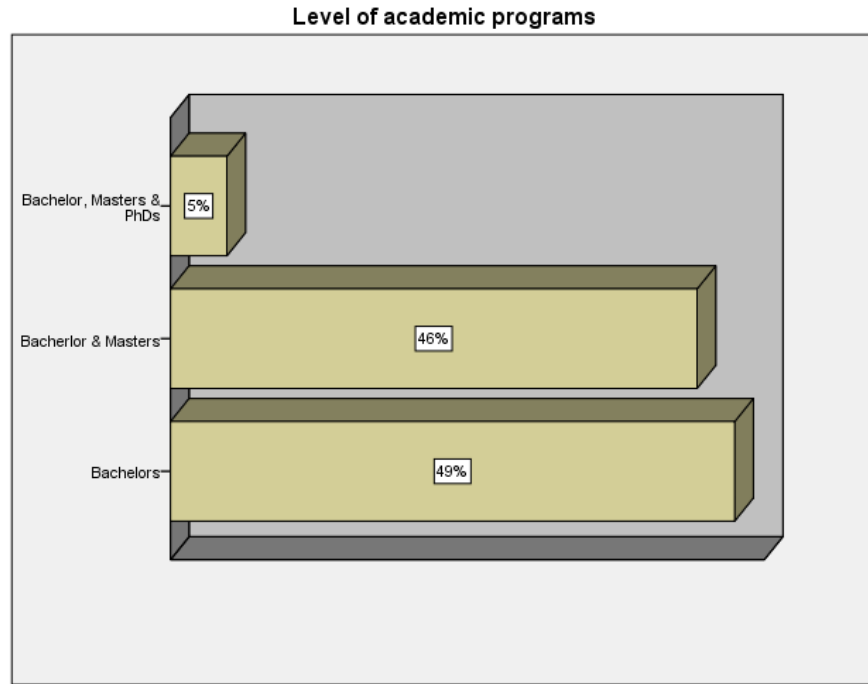 Level of academic programs
Bachelor, Masters &
PhDs
5%
Bacherlor & Masters
46%
Bachelors
49%